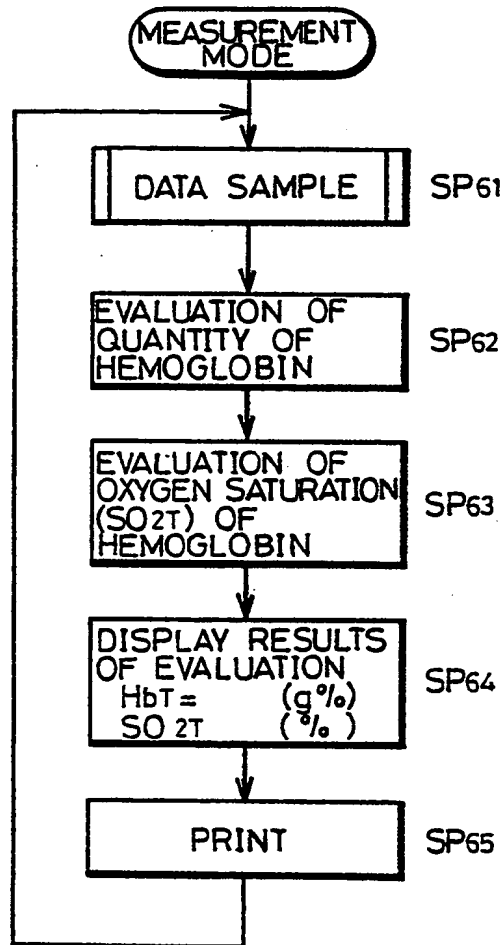 MEASUREMENT
MODE
DATA SAMPLE
SP61
EVALUATION OF
QUANTITY OF
HEMOGLOBIN
SP62
EVALUATION OF
OXYGEN SATURATION
(SO2T) OF
HEMOGLOBIN
SP63
DISPLAY RESULTS
OF EVALUATION
HbT= (g%)
SO2T (%)
SP64
PRINT
SP65